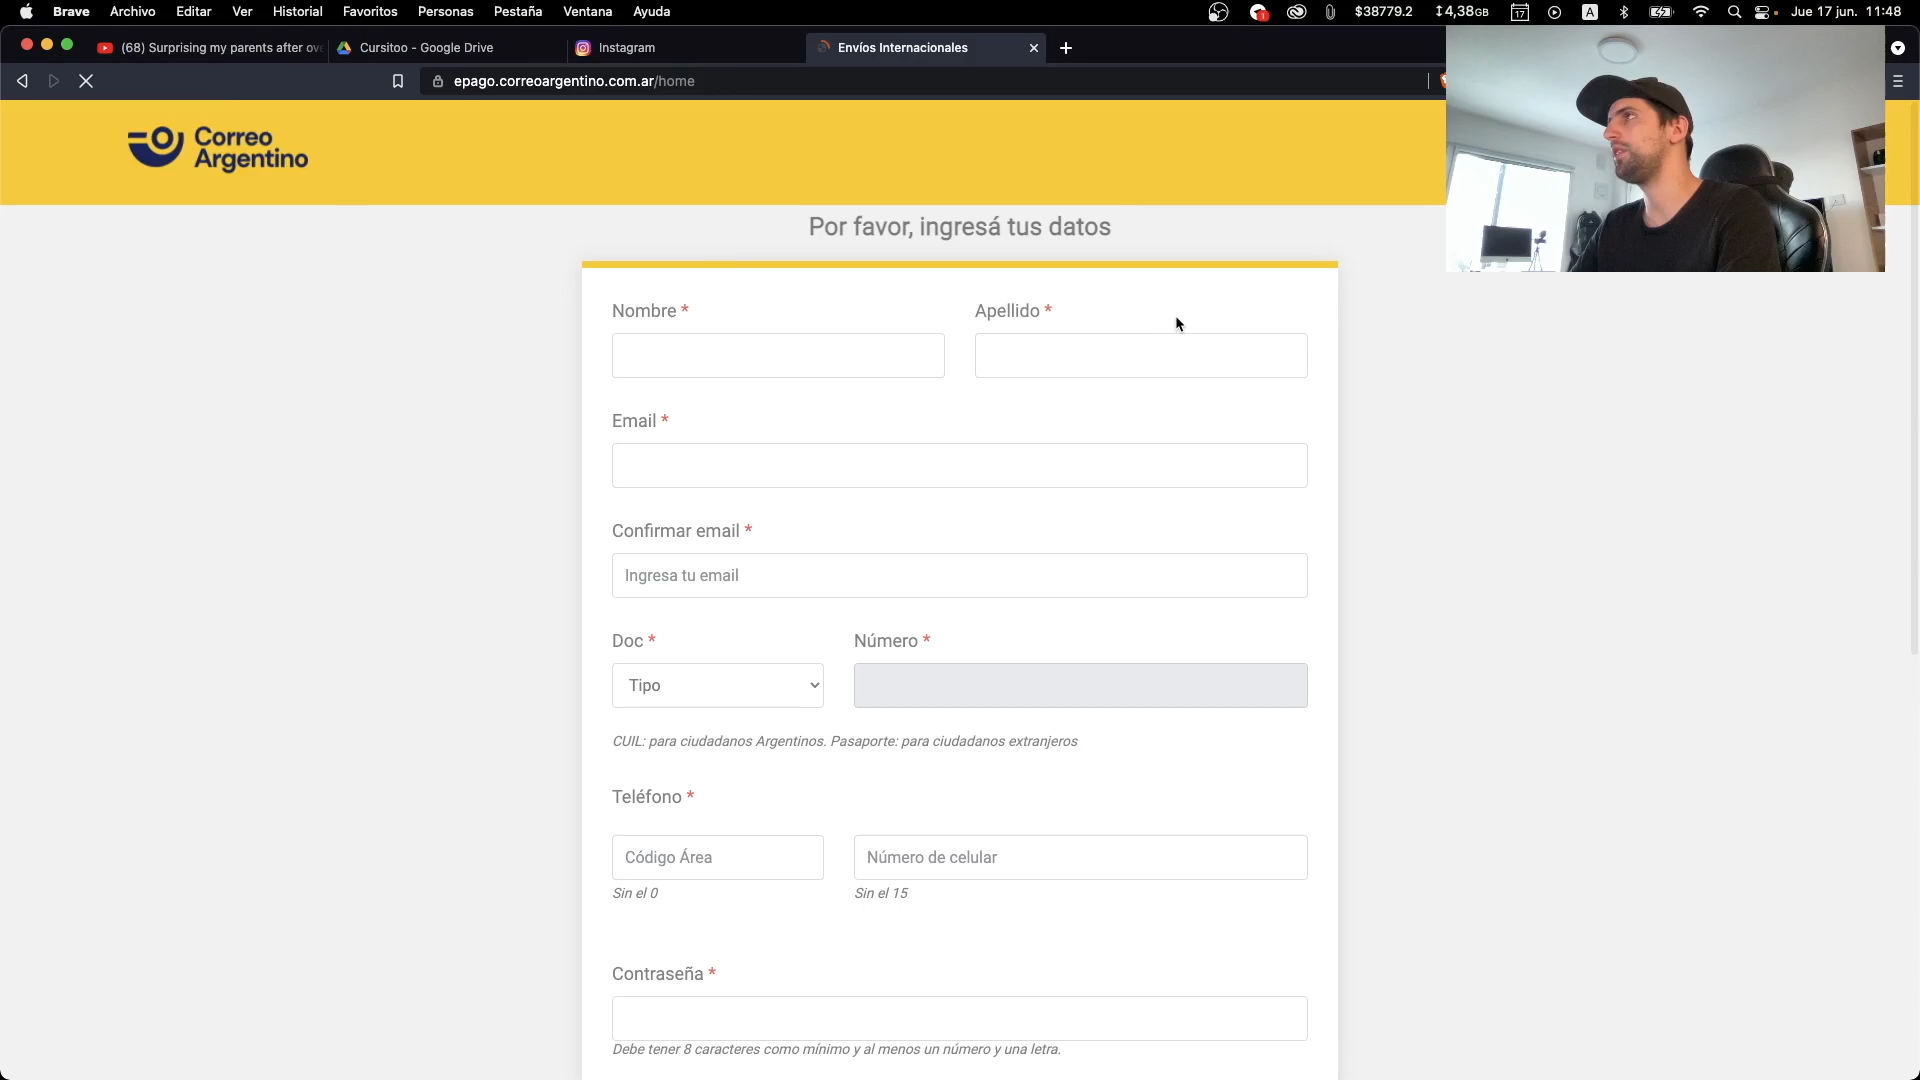 Brave Archivo Editar Ver Historial Favoritos Personas Pestaña Ventana Ayuda 1 $38779.2 4,38GB 17 A Jue 17 jun. 11:48
(68) Surprising my parents after ov Cursitoo - Google Drive Instagram Envíos Internacionales
epago.correoargentino.com.ar/home
Correo
Argentino
Por favor, ingresá tus datos
Nombre * Apellido *
Email *
Confirmar email *
Ingresa tu email
Doc * Número *
Tipo
CUIL: para ciudadanos Argentinos. Pasaporte: para ciudadanos extranjeros
Teléfono *
Código Área Número de celular
Sin el 0 Sin el 15
Contraseña *
Debe tener 8 caracteres como mínimo y al menos un número y una letra.